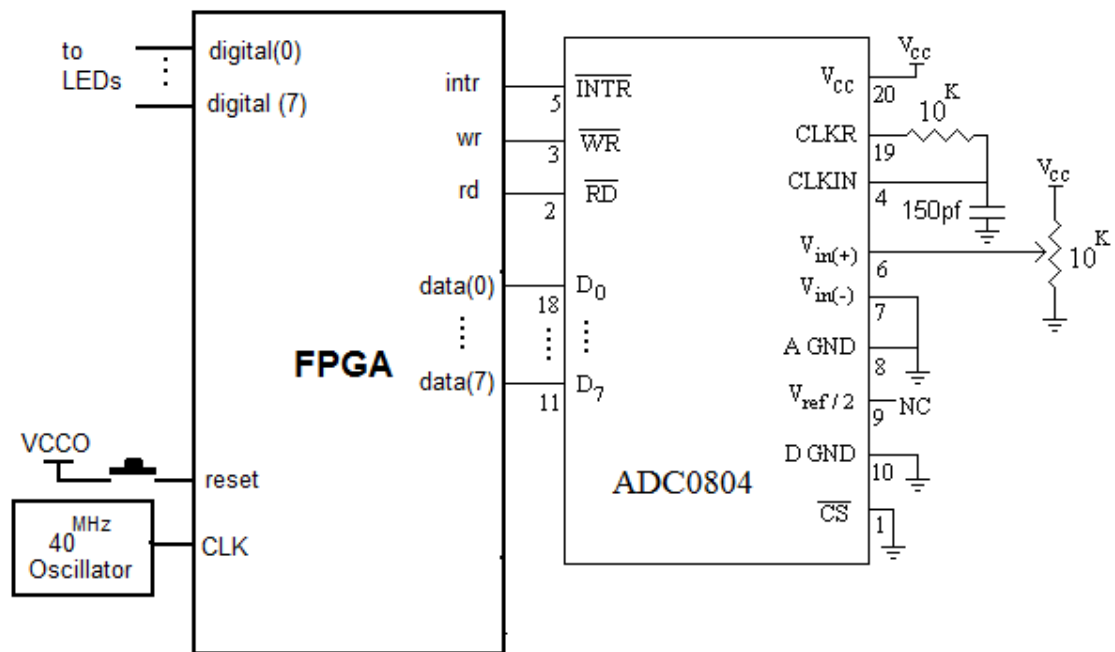 to
LEDs
digital(0)
digital (7)
intr
wr
rd
data(0)
data(7)
FPGA
VCCO
reset
40 MHz
Oscillator
CLK
5
3
2
18
11
INTR
WR
RD
D0
D7
ADC0804
VCC
CLKR
CLKIN
Vin(+)
Vin(-)
A GND
Vref/2
D GND
CS
20
19
4
6
7
8
9
10
1
Vcc
10K
150pf
Vcc
10K
NC